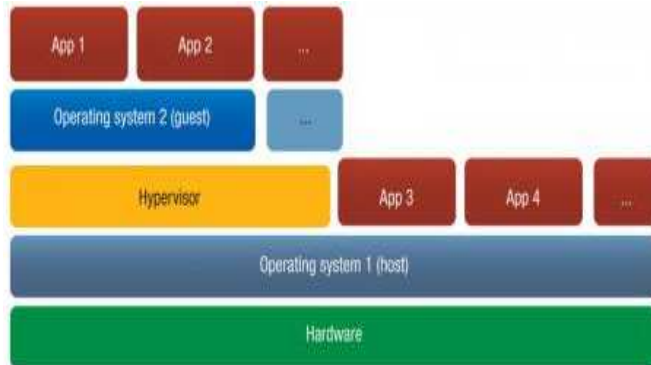 App 1 App 2 ...
Operating system 2 (guest) ...
Hypervisor App 3 App 4 ...
Operating system 1 (host)
Hardware